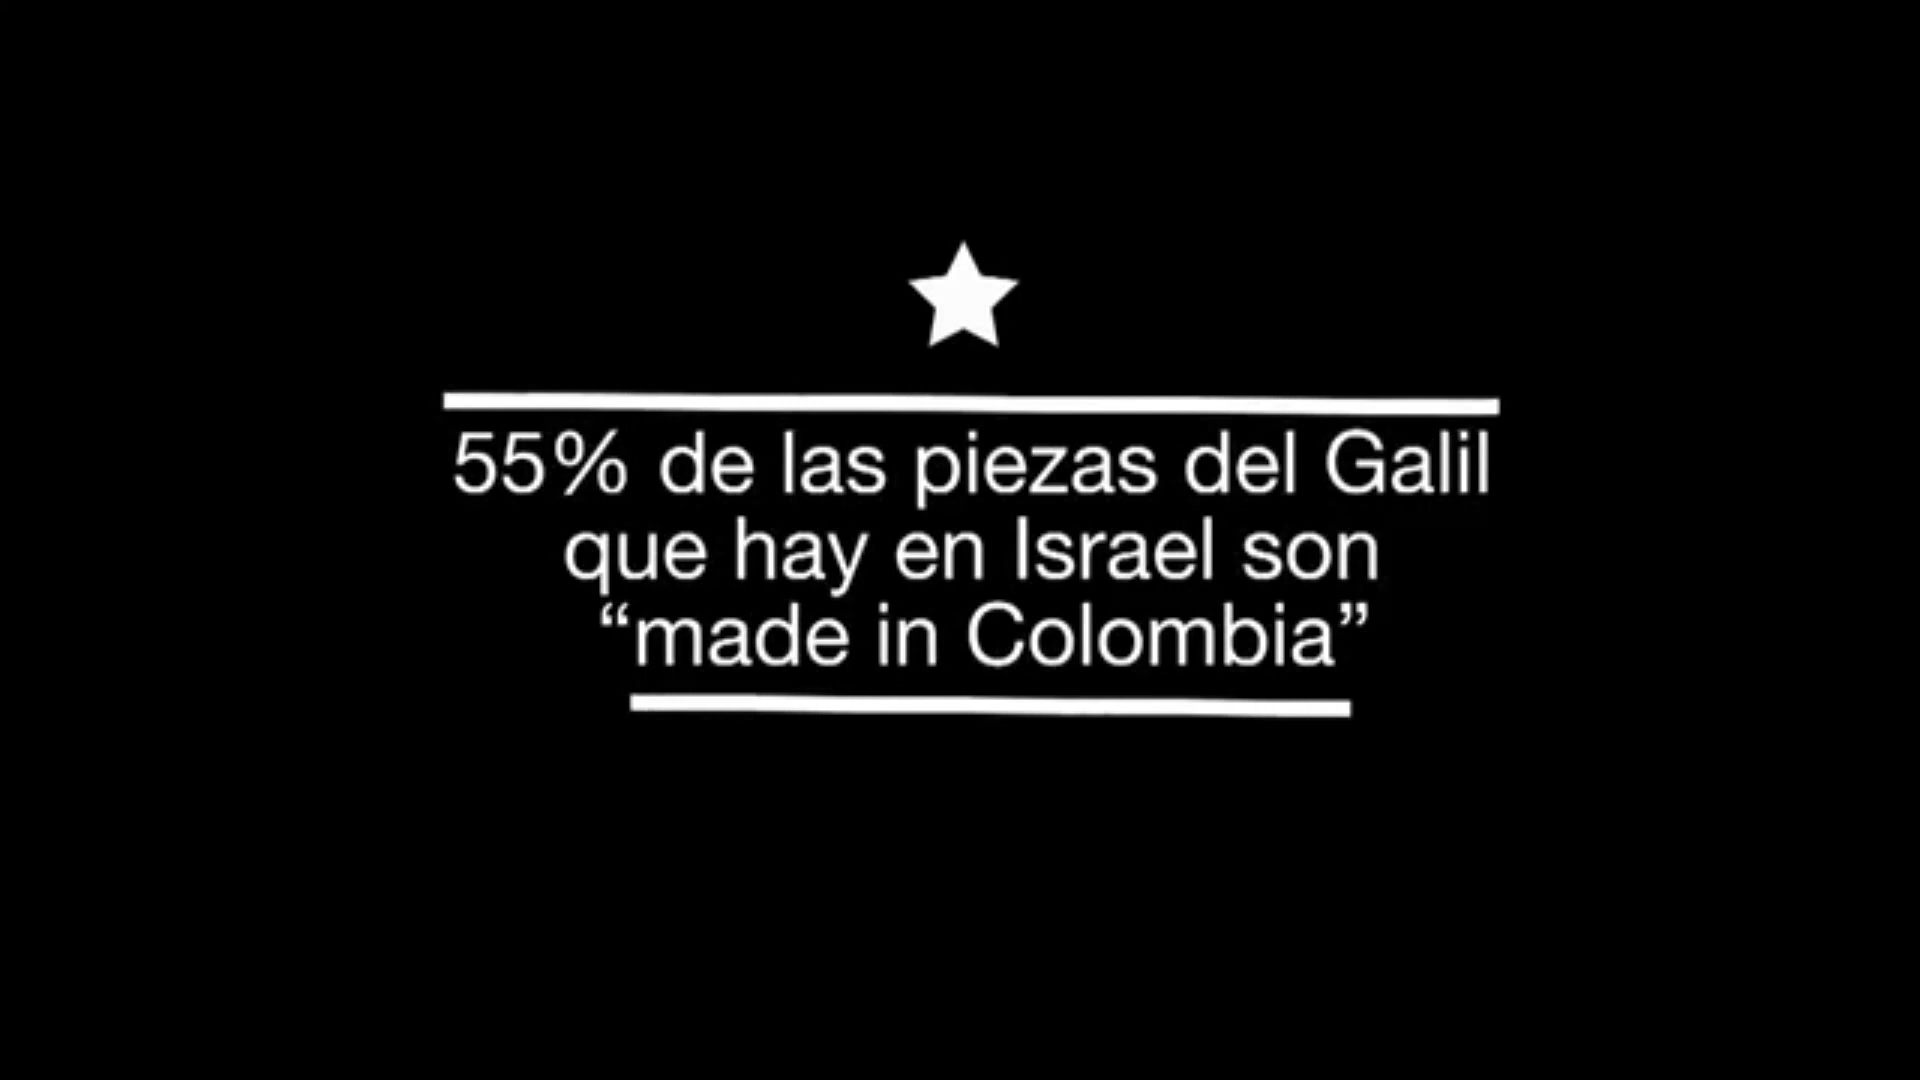 55% de las piezas del Galil
que hay en Israel son
“made in Colombia”